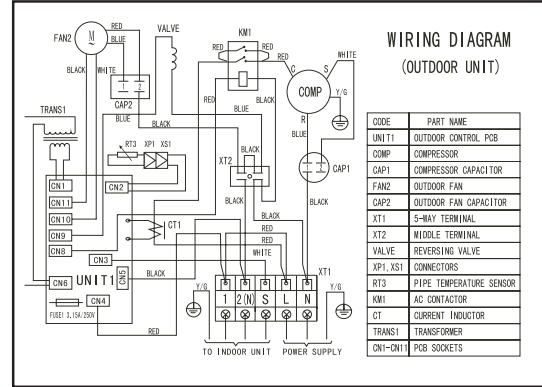 WIRING DIAGRAM
(OUTDOOR UNIT)
FAN2
M
RED
BLUE
BLACK
WHITE
1 2
CAP2
VALVE
KM1
RED
RED
RED
WHITE
C
S
COMP
R
Y/G
BLUE
CAP1
BLACK
TRANS1
BLUE
BLACK
RED
BLUE
RT3
XP1
XS1
XT2
BLACK
BLACK
BLACK
CN1
CN2
CN11
CN10
CN9
CN8
CT1
RED
RED
WHITE
CN3
CN5
BLACK
CN6
UNIT1
CN4
FUSE1 3.15A/250V
RED
XT1
Y/G
1
2(N)
S
L
N
Y/G
TO INDOOR UNIT
POWER SUPPLY
CODE PART NAME
UNIT1 OUTDOOR CONTROL PCB
COMP COMPRESSOR
CAP1 COMPRESSOR CAPACITOR
FAN2 OUTDOOR FAN
CAP2 OUTDOOR FAN CAPACITOR
XT1 5-WAY TERMINAL
XT2 MIDDLE TERMINAL
VALVE REVERSING VALVE
XP1,XS1 CONNECTORS
RT3 PIPE TEMPERATURE SENSOR
KM1 AC CONTACTOR
CT CURRENT INDUCTOR
TRANS1 TRANSFORMER
CN1-CN11 PCB SOCKETS